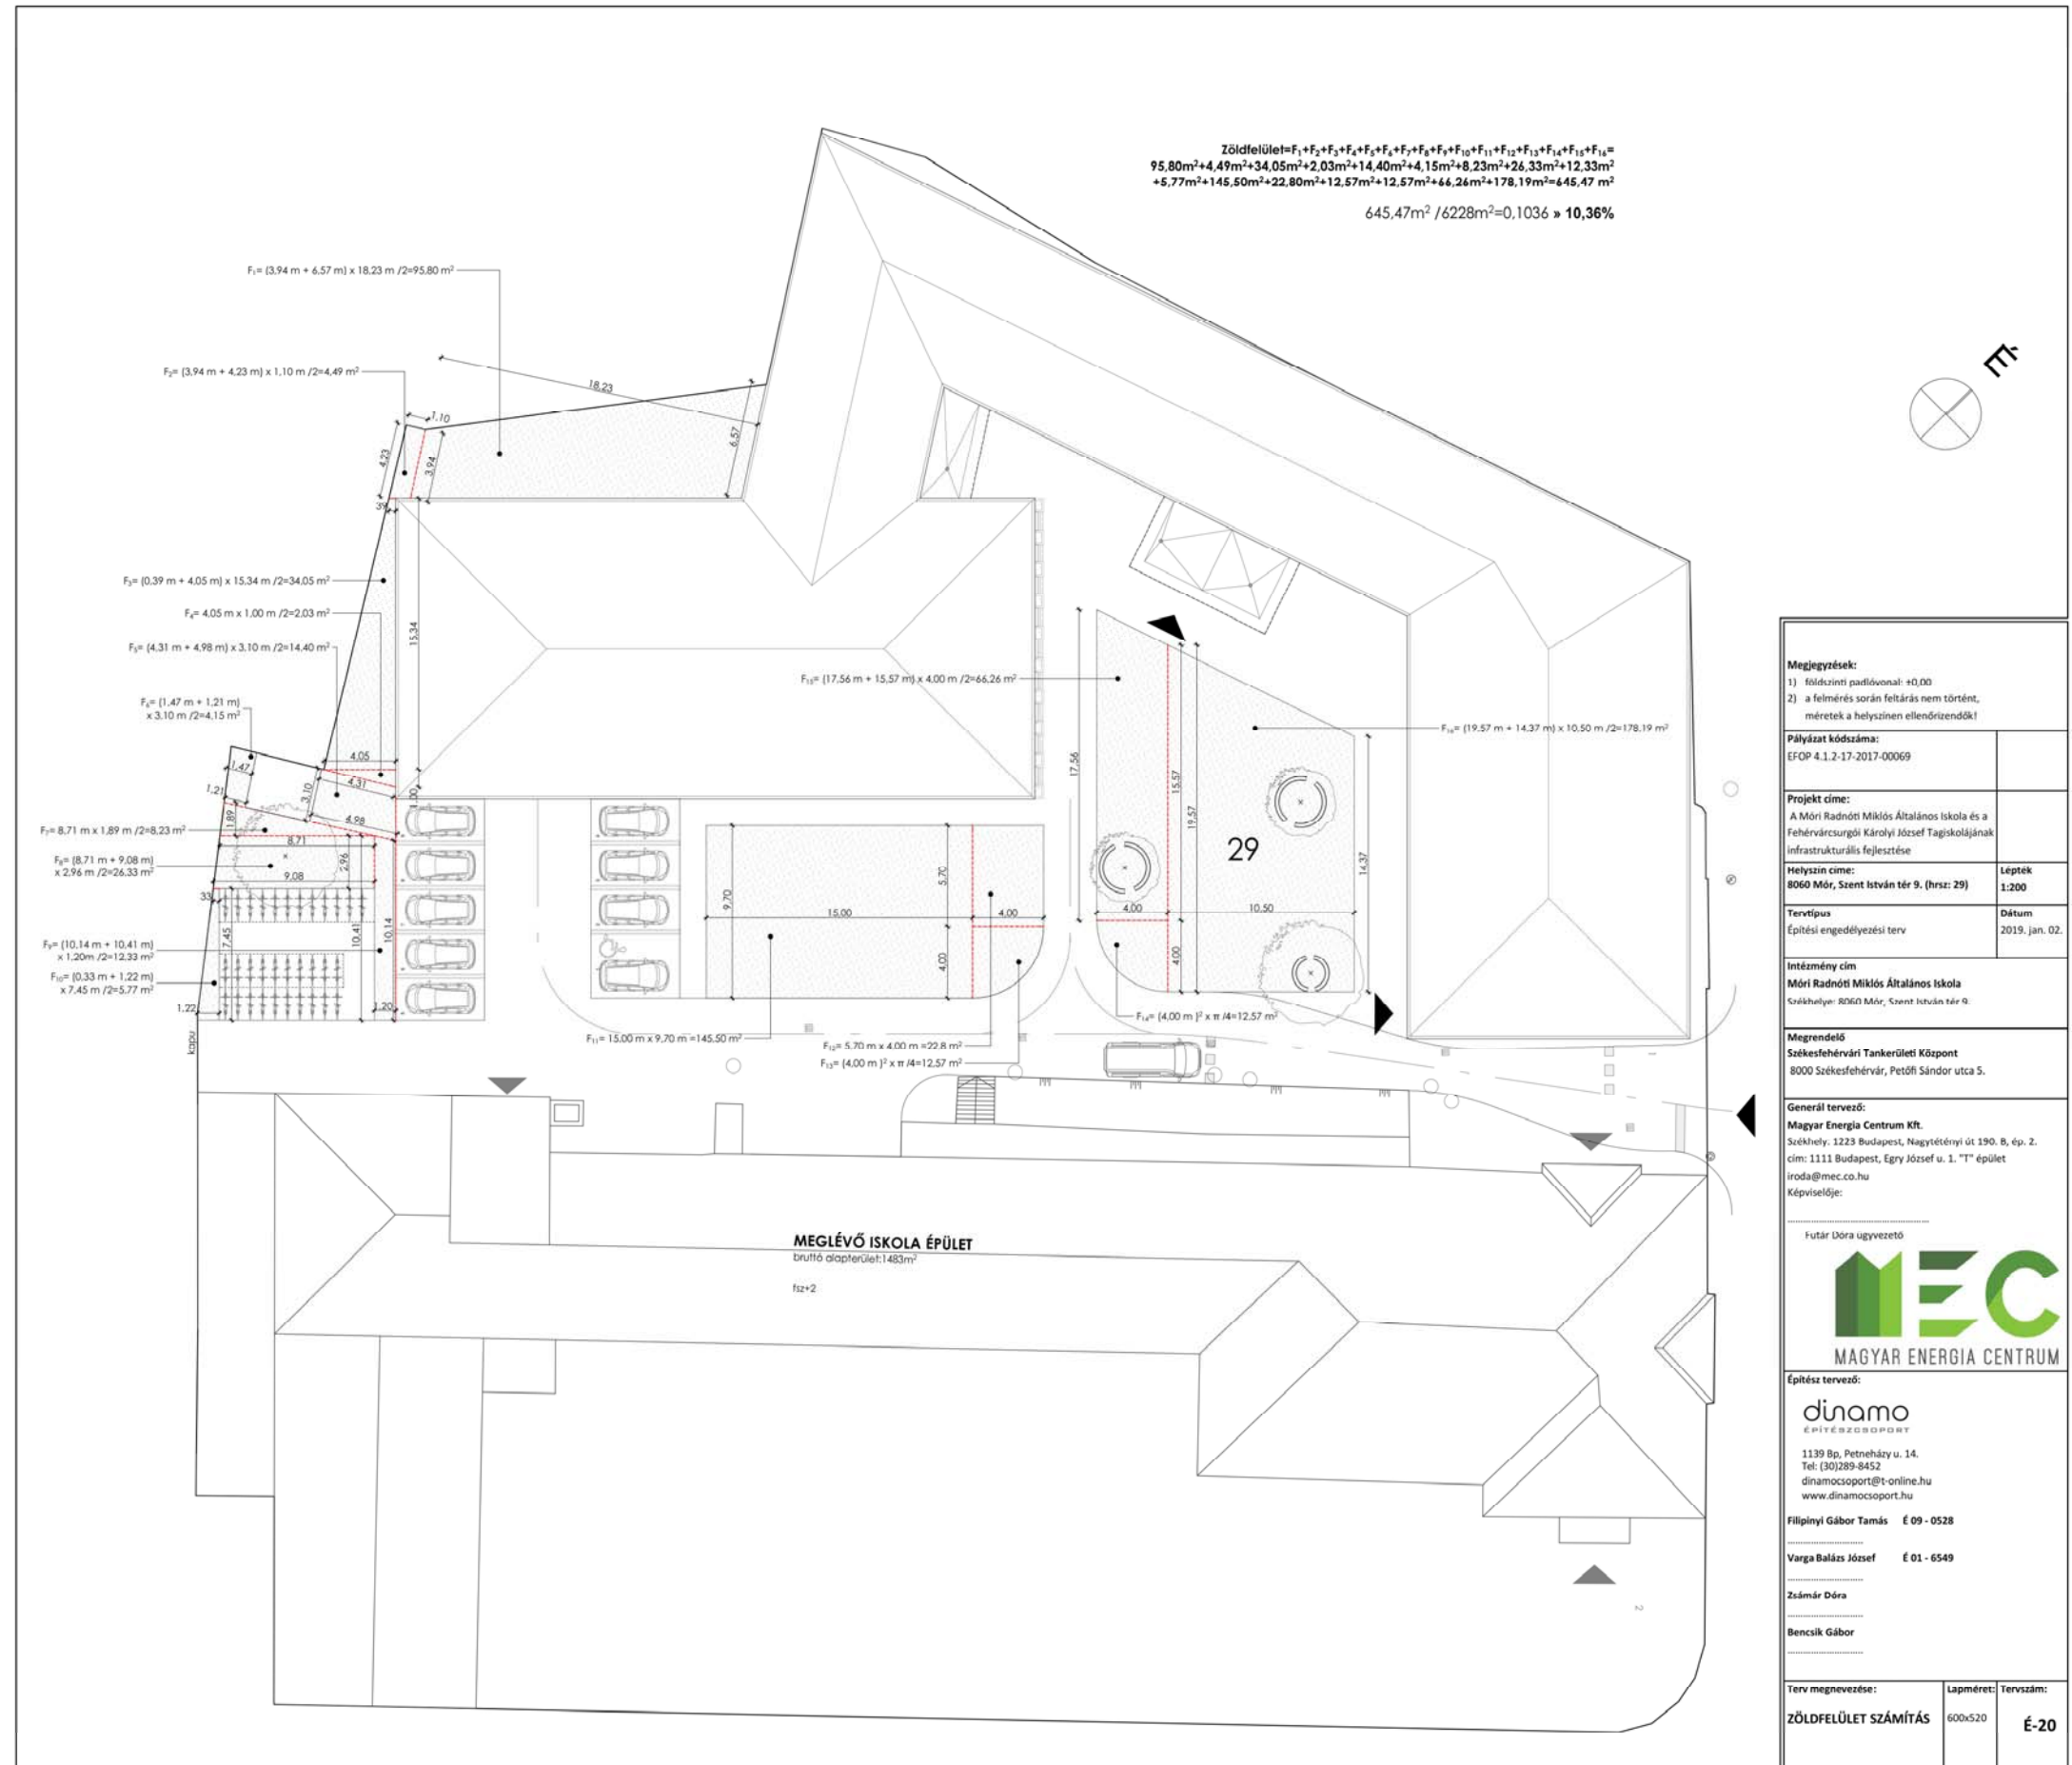 Zöldfelület=F₁+F₂+F₃+F₄+F₅+F₆+F₇+F₈+F₉+F₁₀+F₁₁+F₁₂+F₁₃+F₁₄+F₁₅+F₁₆=
95,80m²+4,49m²+34,05m²+2,03m²+14,40m²+4,15m²+8,23m²+26,33m²+12,33m²
+5,77m²+145,50m²+22,80m²+12,57m²+12,57m²+66,26m²+178,19m²=645,47 m²
645,47m² /6228m²=0,1036 » 10,36%
F₁= (3,94 m + 6,57 m) x 18,23 m /2=95,80 m²
F₂= (3,94 m + 4,23 m) x 1,10 m /2=4,49 m²
18,23
1,10
6,57
4,23
3,94
39
É
F₃= (0,39 m + 4,05 m) x 15,34 m /2=34,05 m²
F₄= 4,05 m x 1,00 m /2=2,03 m²
F₅= (4,31 m + 4,98 m) x 3,10 m /2=14,40 m²
15,34
F₆= (1,47 m + 1,21 m)
x 3,10 m /2=4,15 m²
F₁₅= (17,56 m + 15,57 m) x 4,00 m /2=66,26 m²
F₁₆= (19,57 m + 14,37 m) x 10,50 m /2=178,19 m²
4,05
1,47
4,31
3,10
1,21
1,00
1,89
4,98
F₇= 8,71 m x 1,89 m /2=8,23 m²
8,71
F₈= (8,71 m + 9,08 m)
x 2,96 m /2=26,33 m²
2,96
9,08
33
7,45
10,41
10,14
F₉= (10,14 m + 10,41 m)
x 1,20m /2=12,33 m²
F₁₀= (0,33 m + 1,22 m)
x 7,45 m /2=5,77 m²
1,22
1,20
kapu
17,56
15,57
19,57
29
14,37
9,70
5,70
15,00
4,00
4,00
4,00
10,50
4,00
F₁₁= 15,00 m x 9,70 m =145,50 m²
F₁₂= 5,70 m x 4,00 m =22,8 m²
F₁₃= (4,00 m )² x π /4=12,57 m²
F₁₄= (4,00 m )² x π /4=12,57 m²
MEGLÉVŐ ISKOLA ÉPÜLET
bruttó alapterület:1483m²
fsz+2
2
Megjegyzések:
1) földszinti padlóvonal: ±0,00
2) a felmérés során feltárás nem történt,
méretek a helyszínen ellenőrizendők!
Pályázat kódszáma:
EFOP 4.1.2-17-2017-00069
Projekt címe:
A Móri Radnóti Miklós Általános Iskola és a
Fehérvárcsurgói Károlyi József Tagiskolájának
infrastrukturális fejlesztése
Helyszín címe:
8060 Mór, Szent István tér 9. (hrsz: 29)
Lépték
1:200
Tervtípus
Építési engedélyezési terv
Dátum
2019. jan. 02.
Intézmény cím
Móri Radnóti Miklós Általános Iskola
Székhelye: 8060 Mór, Szent István tér 9.
Megrendelő
Székesfehérvári Tankerületi Központ
8000 Székesfehérvár, Petőfi Sándor utca 5.
Generál tervező:
Magyar Energia Centrum Kft.
Székhely: 1223 Budapest, Nagytétényi út 190. B, ép. 2.
cím: 1111 Budapest, Egry József u. 1. "T" épület
iroda@mec.co.hu
Képviselője:
Futár Dóra ügyvezető
MEC
MAGYAR ENERGIA CENTRUM
Építész tervező:
dinamo
ÉPÍTÉSZCSOPORT
1139 Bp, Petneházy u. 14.
Tel: (30)289-8452
dinamocsoport@t-online.hu
www.dinamocsoport.hu
Filipinyi Gábor Tamás É 09 - 0528
Varga Balázs József É 01 - 6549
Zsámár Dóra
Bencsik Gábor
Terv megnevezése:
ZÖLDFELÜLET SZÁMÍTÁS
Lapméret:
600x520
Tervszám:
É-20